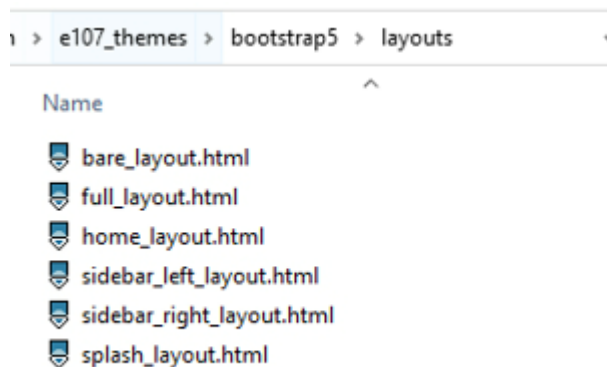 > e107_themes > bootstrap5 > layouts
Name
bare_layout.html
full_layout.html
home_layout.html
sidebar_left_layout.html
sidebar_right_layout.html
splash_layout.html